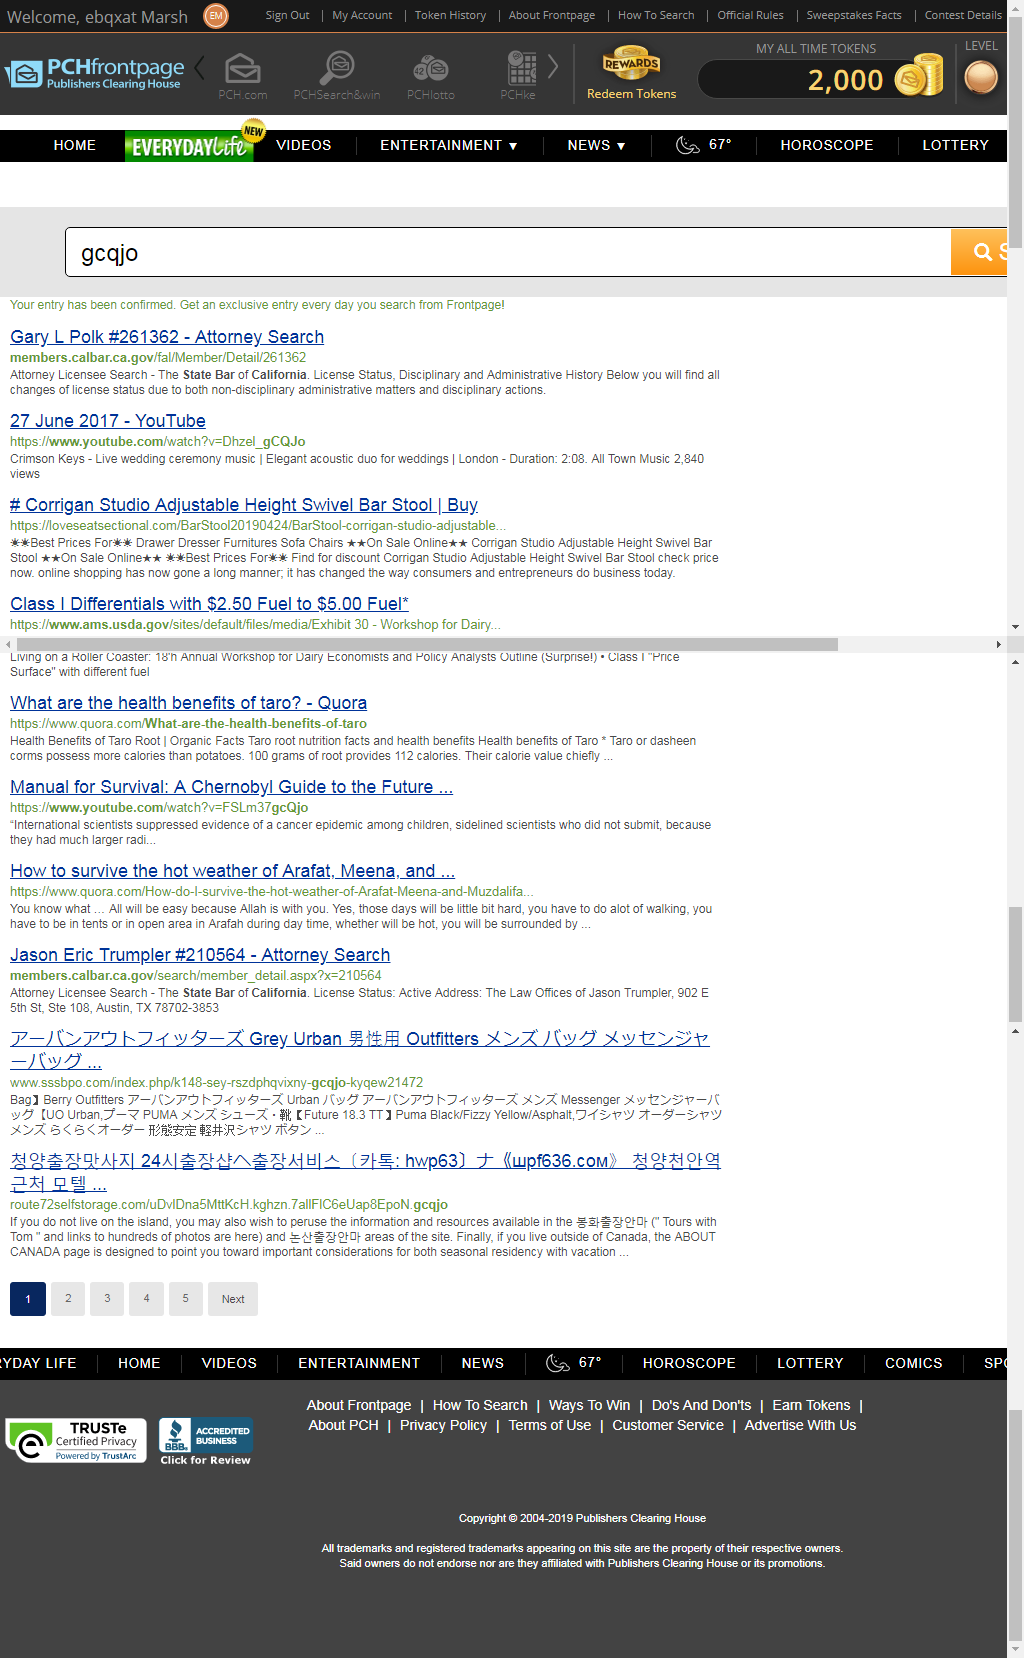 Welcome, ebqxat Marsh EM Sign Out | My Account | Token History | About Frontpage | How To Search | Official Rules | Sweepstakes Facts | Contest Details
PCHfrontpage
Publishers Clearing House
PCH.com PCHSearch&win PCHlotto PCHke
REWARDS
Redeem Tokens
MY ALL TIME TOKENS
2,000
LEVEL
HOME EVERYDAY Life NEW VIDEOS ENTERTAINMENT ▼ NEWS ▼ 67° HOROSCOPE LOTTERY
gcqjo S
Your entry has been confirmed. Get an exclusive entry every day you search from Frontpage!
Gary L Polk #261362 - Attorney Search
members.calbar.ca.gov/fal/Member/Detail/261362
Attorney Licensee Search - The State Bar of California. License Status, Disciplinary and Administrative History Below you will find all
changes of license status due to both non-disciplinary administrative matters and disciplinary actions.
27 June 2017 - YouTube
https://www.youtube.com/watch?v=Dhzel_gCQJo
Crimson Keys - Live wedding ceremony music | Elegant acoustic duo for weddings | London - Duration: 2:08. All Town Music 2,840
views
# Corrigan Studio Adjustable Height Swivel Bar Stool | Buy
https://loveseatsectional.com/BarStool20190424/BarStool-corrigan-studio-adjustable...
☀☀Best Prices For☀☀ Drawer Dresser Furnitures Sofa Chairs ★★On Sale Online★★ Corrigan Studio Adjustable Height Swivel Bar
Stool ★★On Sale Online★★ ☀☀Best Prices For☀☀ Find for discount Corrigan Studio Adjustable Height Swivel Bar Stool check price
now. online shopping has now gone a long manner; it has changed the way consumers and entrepreneurs do business today.
Class I Differentials with $2.50 Fuel to $5.00 Fuel*
https://www.ams.usda.gov/sites/default/files/media/Exhibit 30 - Workshop for Dairy...
Living on a Roller Coaster: 18'h Annual Workshop for Dairy Economists and Policy Analysts Outline (Surprise!) • Class I "Price
Surface" with different fuel
What are the health benefits of taro? - Quora
https://www.quora.com/What-are-the-health-benefits-of-taro
Health Benefits of Taro Root | Organic Facts Taro root nutrition facts and health benefits Health benefits of Taro * Taro or dasheen
corms possess more calories than potatoes. 100 grams of root provides 112 calories. Their calorie value chiefly ...
Manual for Survival: A Chernobyl Guide to the Future ...
https://www.youtube.com/watch?v=FSLm37gcQjo
“International scientists suppressed evidence of a cancer epidemic among children, sidelined scientists who did not submit, because
they had much larger radi...
How to survive the hot weather of Arafat, Meena, and ...
https://www.quora.com/How-do-I-survive-the-hot-weather-of-Arafat-Meena-and-Muzdalifa...
You know what ... All will be easy because Allah is with you. Yes, those days will be little bit hard, you have to do alot of walking, you
have to be in tents or in open area in Arafah during day time, whether will be hot, you will be surrounded by ...
Jason Eric Trumpler #210564 - Attorney Search
members.calbar.ca.gov/search/member_detail.aspx?x=210564
Attorney Licensee Search - The State Bar of California. License Status: Active Address: The Law Offices of Jason Trumpler, 902 E
5th St, Ste 108, Austin, TX 78702-3853
アーバンアウトフィッターズ Grey Urban 男性用 Outfitters メンズ バッグ メッセンジャ
ーバッグ ...
www.sssbpo.com/index.php/k148-sey-rszdphqvixny-gcqjo-kyqew21472
Bag】Berry Outfitters アーバンアウトフィッターズ Urban バッグ アーバンアウトフィッターズ メンズ Messenger メッセンジャーバ
ッグ【UO Urban,プーマ PUMA メンズ シューズ・靴【Future 18.3 TT】Puma Black/Fizzy Yellow/Asphalt,ワイシャツ オーダーシャツ
メンズ らくらくオーダー 形態安定 軽井沢シャツ ボタン ...
청양출장맛사지 24시출장샵ヘ출장서비스〔카톡: hwp63〕ナ《шpf636.coм》 청양천안역
근처 모텔 ...
route72selfstorage.com/uDvlDna5MttKcH.kghzn.7allFIC6eUap8EpoN.gcqjo
If you do not live on the island, you may also wish to peruse the information and resources available in the 봉화출장안마 (" Tours with
Tom " and links to hundreds of photos are here) and 논산출장안마 areas of the site. Finally, if you live outside of Canada, the ABOUT
CANADA page is designed to point you toward important considerations for both seasonal residency with vacation ...
1 2 3 4 5 Next
RYDAY LIFE HOME VIDEOS ENTERTAINMENT NEWS 67° HOROSCOPE LOTTERY COMICS SPO
About Frontpage | How To Search | Ways To Win | Do's And Don'ts | Earn Tokens |
About PCH | Privacy Policy | Terms of Use | Customer Service | Advertise With Us
TRUSTe
Certified Privacy
Powered by TrustArc
BBB. ACCREDITED
BUSINESS
Click for Review
Copyright © 2004-2019 Publishers Clearing House
All trademarks and registered trademarks appearing on this site are the property of their respective owners.
Said owners do not endorse nor are they affiliated with Publishers Clearing House or its promotions.